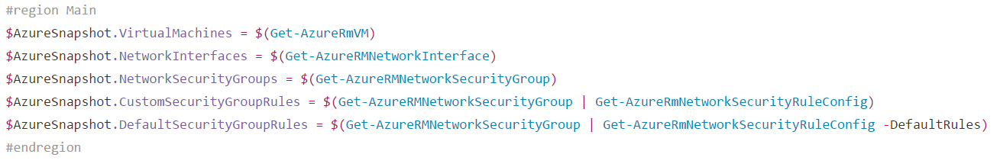 #region Main
$AzureSnapshot.VirtualMachines = $(Get-AzureRmVM)
$AzureSnapshot.NetworkInterfaces = $(Get-AzureRMNetworkInterface)
$AzureSnapshot.NetworkSecurityGroups = $(Get-AzureRMNetworkSecurityGroup)
$AzureSnapshot.CustomSecurityGroupRules = $(Get-AzureRMNetworkSecurityGroup | Get-AzureRmNetworkSecurityRuleConfig)
$AzureSnapshot.DefaultSecurityGroupRules = $(Get-AzureRMNetworkSecurityGroup | Get-AzureRmNetworkSecurityRuleConfig -DefaultRules)
#endregion